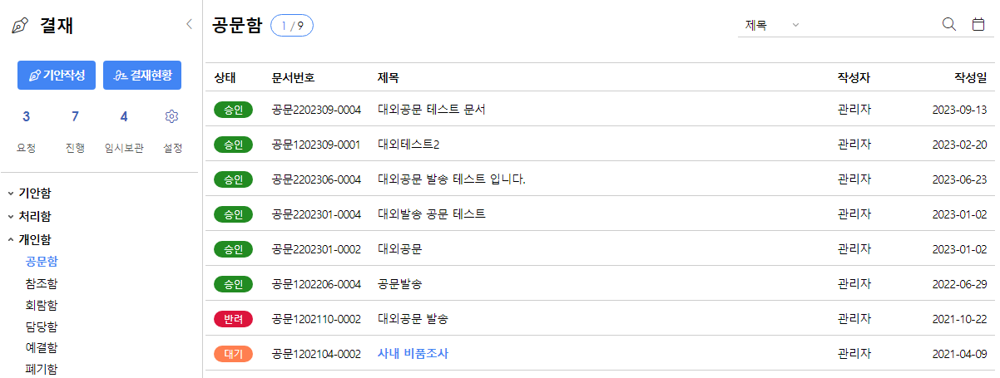 결재
기안작성 결재현황
3 7 4
요청 진행 임시보관 설정
기안함
처리함
개인함
공문함
참조함
회람함
담당함
예결함
폐기함
공문함 1 / 9 제목
상태 문서번호 제목 작성자 작성일
승인 공문2202309-0004 대외공문 테스트 문서 관리자 2023-09-13
승인 공문1202309-0001 대외테스트2 관리자 2023-02-20
승인 공문2202306-0004 대외공문 발송 테스트 입니다. 관리자 2023-06-23
승인 공문2202301-0004 대외발송 공문 테스트 관리자 2023-01-02
승인 공문2202301-0002 대외공문 관리자 2023-01-02
승인 공문1202206-0004 공문발송 관리자 2022-06-29
반려 공문1202110-0002 대외공문 발송 관리자 2021-10-22
대기 공문1202104-0002 사내 비품조사 관리자 2021-04-09